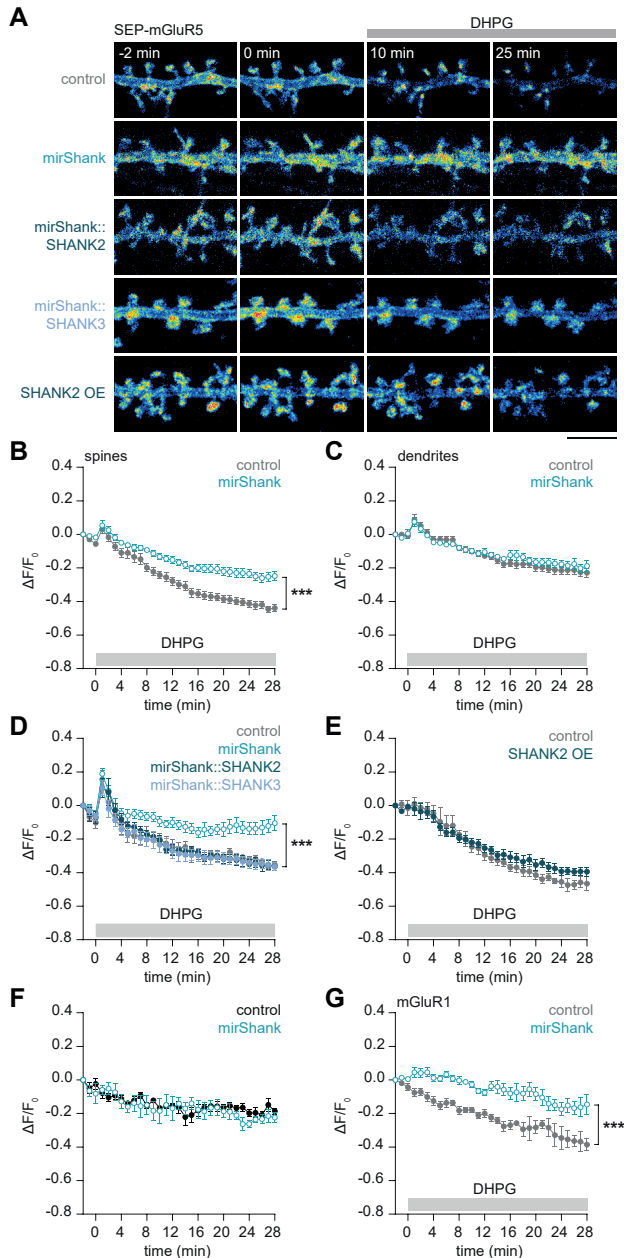 A
SEP-mGluR5
DHPG
-2 min
0 min
10 min
25 min
control
mirShank
mirShank::
SHANK2
mirShank::
SHANK3
SHANK2 OE
B
spines
control
mirShank
ΔF/F0
0.4
0.2
0.0
-0.2
-0.4
-0.6
-0.8
***
DHPG
0 4 8 12 16 20 24 28
time (min)
C
dendrites
control
mirShank
ΔF/F0
0.4
0.2
0.0
-0.2
-0.4
-0.6
-0.8
DHPG
0 4 8 12 16 20 24 28
time (min)
D
control
mirShank
mirShank::SHANK2
mirShank::SHANK3
ΔF/F0
0.4
0.2
0.0
-0.2
-0.4
-0.6
-0.8
***
DHPG
0 4 8 12 16 20 24 28
time (min)
E
control
SHANK2 OE
ΔF/F0
0.4
0.2
0.0
-0.2
-0.4
-0.6
-0.8
DHPG
0 4 8 12 16 20 24 28
time (min)
F
control
mirShank
ΔF/F0
0.4
0.2
0.0
-0.2
-0.4
-0.6
-0.8
0 4 8 12 16 20 24 28
time (min)
G
mGluR1
control
mirShank
ΔF/F0
0.4
0.2
0.0
-0.2
-0.4
-0.6
-0.8
***
DHPG
0 4 8 12 16 20 24 28
time (min)